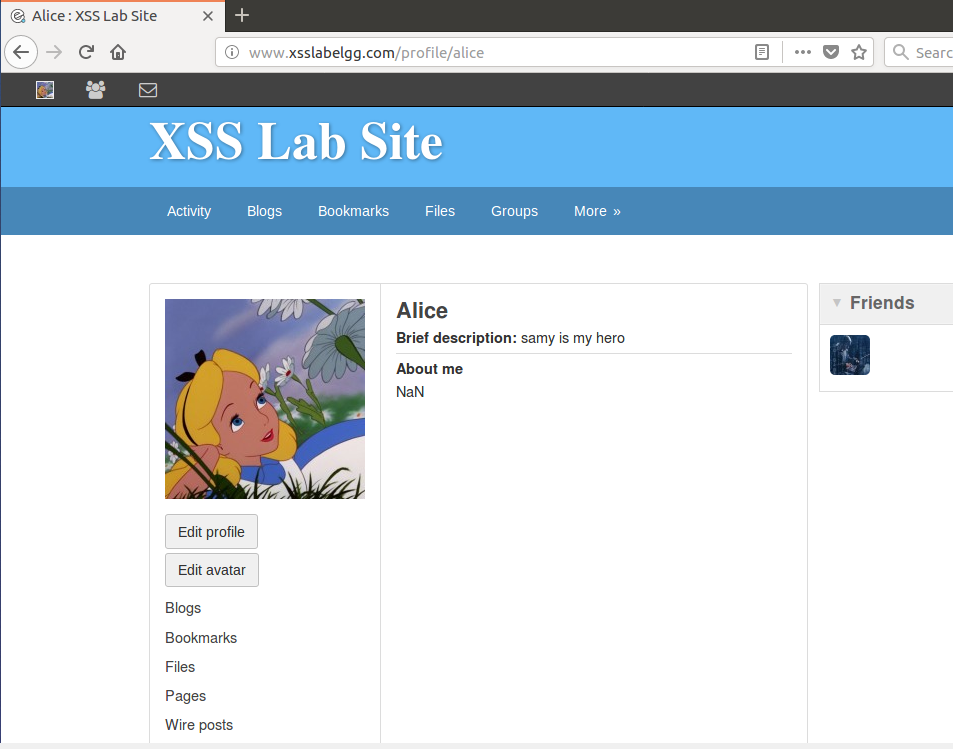 Alice : XSS Lab Site
www.xsslabelgg.com/profile/alice
Searc
XSS Lab Site
Activity Blogs Bookmarks Files Groups More »
Alice
Brief description: samy is my hero
About me
NaN
Edit profile
Edit avatar
Blogs
Bookmarks
Files
Pages
Wire posts
Friends